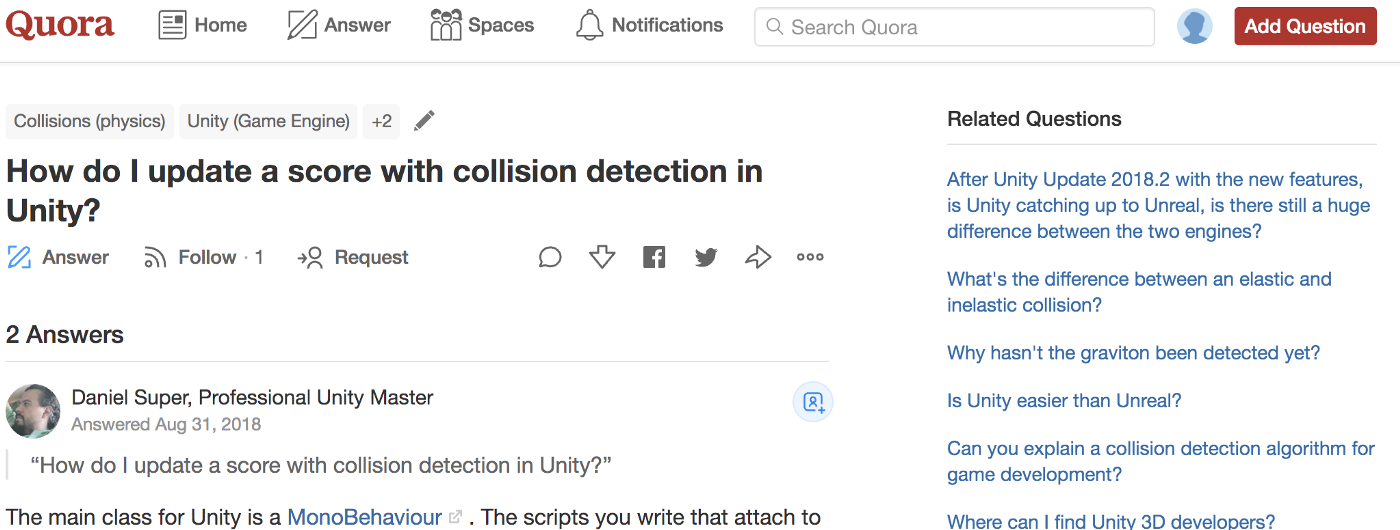 Quora
Home
Answer
Spaces
Notifications
Search Quora
Add Question
Collisions (physics)
Unity (Game Engine)
+2
How do I update a score with collision detection in
Unity?
Answer
Follow · 1
Request
2 Answers
Daniel Super, Professional Unity Master
Answered Aug 31, 2018
“How do I update a score with collision detection in Unity?”
The main class for Unity is a MonoBehaviour . The scripts you write that attach to
Related Questions
After Unity Update 2018.2 with the new features,
is Unity catching up to Unreal, is there still a huge
difference between the two engines?
What's the difference between an elastic and
inelastic collision?
Why hasn't the graviton been detected yet?
Is Unity easier than Unreal?
Can you explain a collision detection algorithm for
game development?
Where can I find Unity 3D developers?